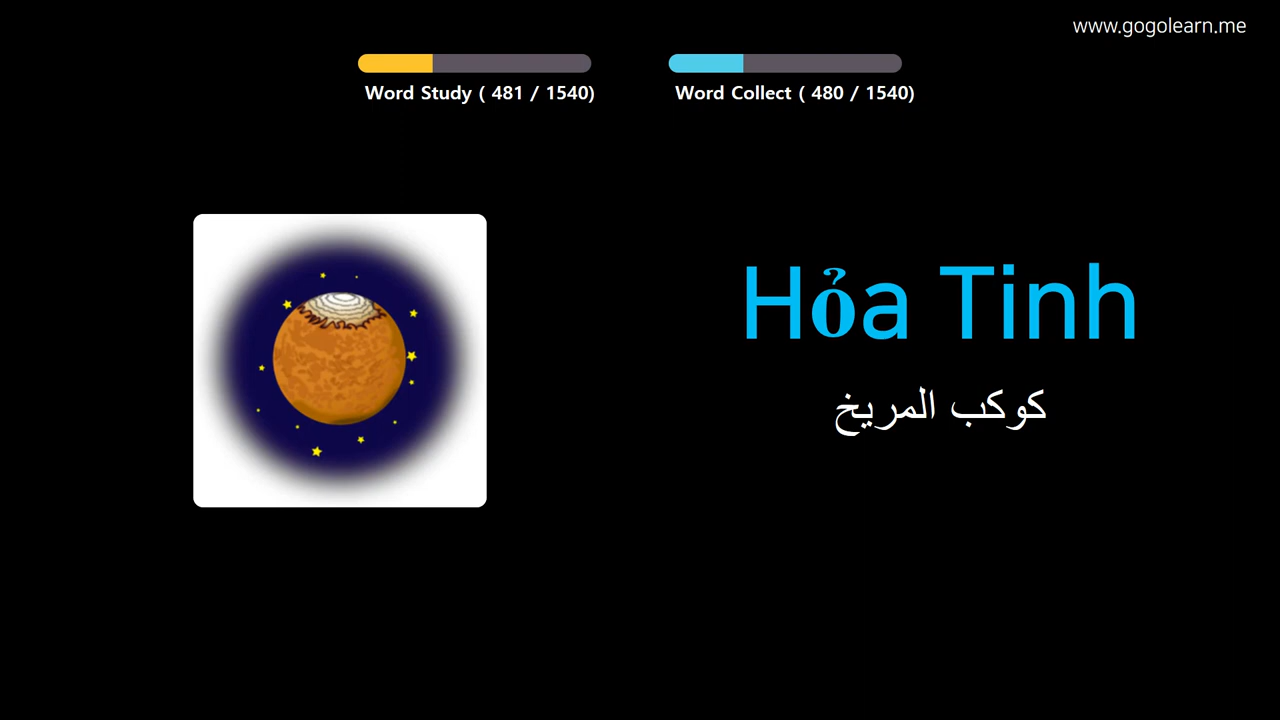 www.gogolearn.me
Word Study ( 481 / 1540)
Word Collect ( 480 / 1540)
Hỏa Tinh
كوكب المريخ